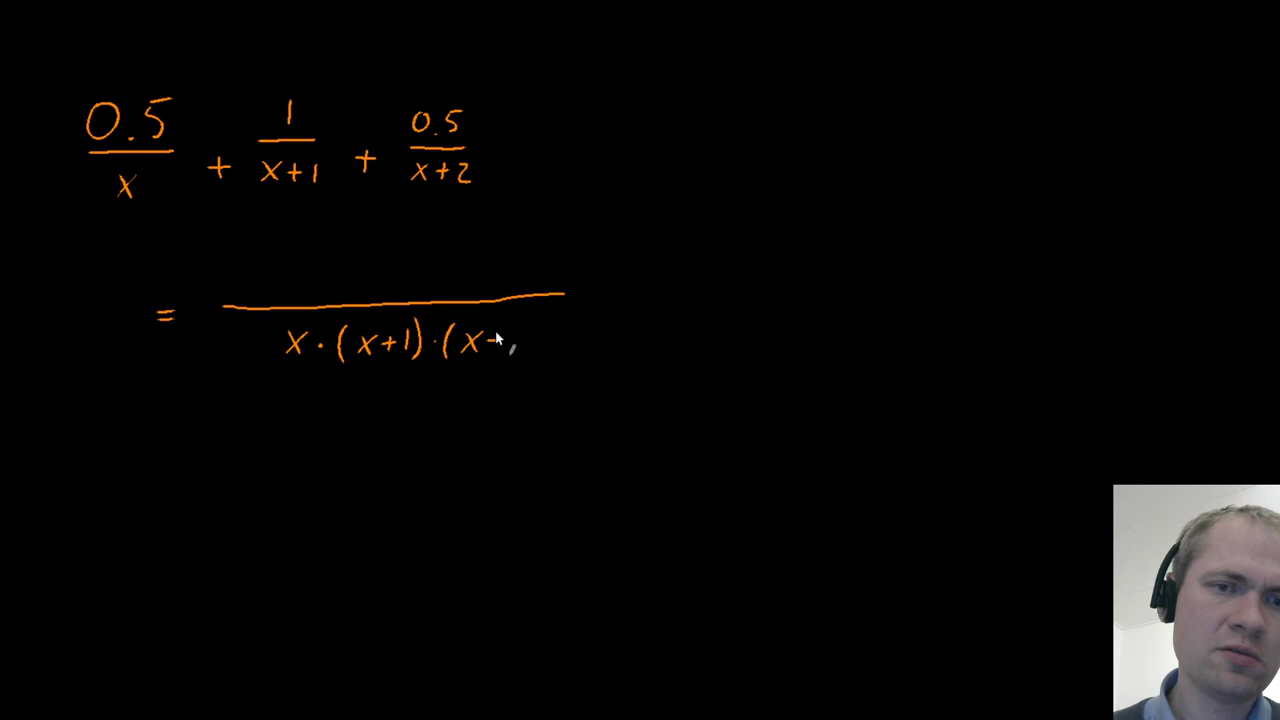 0.5/x + 1/(x+1) + 0.5/(x+2)
= /x·(x+1)·(x-